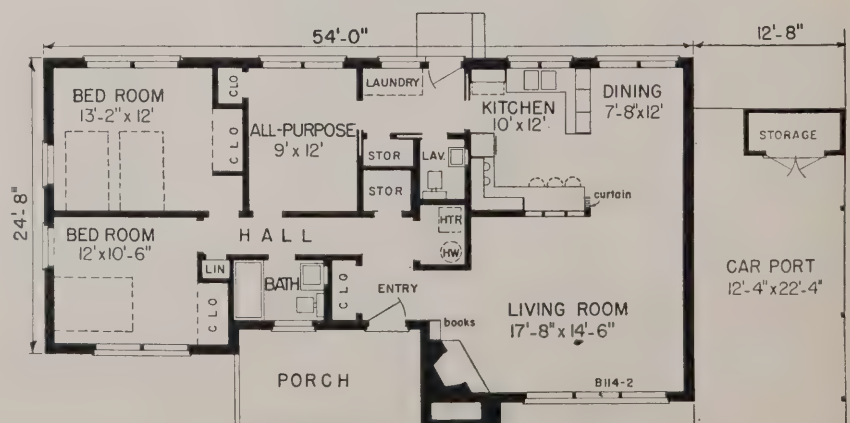 54'-0"
12'-8"
24'-8"
BED ROOM
13'-2" x 12'
CLO
CLO
ALL-PURPOSE
9' x 12'
LAUNDRY
KITCHEN
10' x 12'
DINING
7'-8" x 12'
STORAGE
STOR
LAV.
STOR
curtain
BED ROOM
12' x 10'-6"
HALL
HTR
HW
LIN
CLO
BATH
CLO
ENTRY
CAR PORT
12'-4" x 22'-4"
LIVING ROOM
17'-8" x 14'-6"
books
PORCH
B114-2